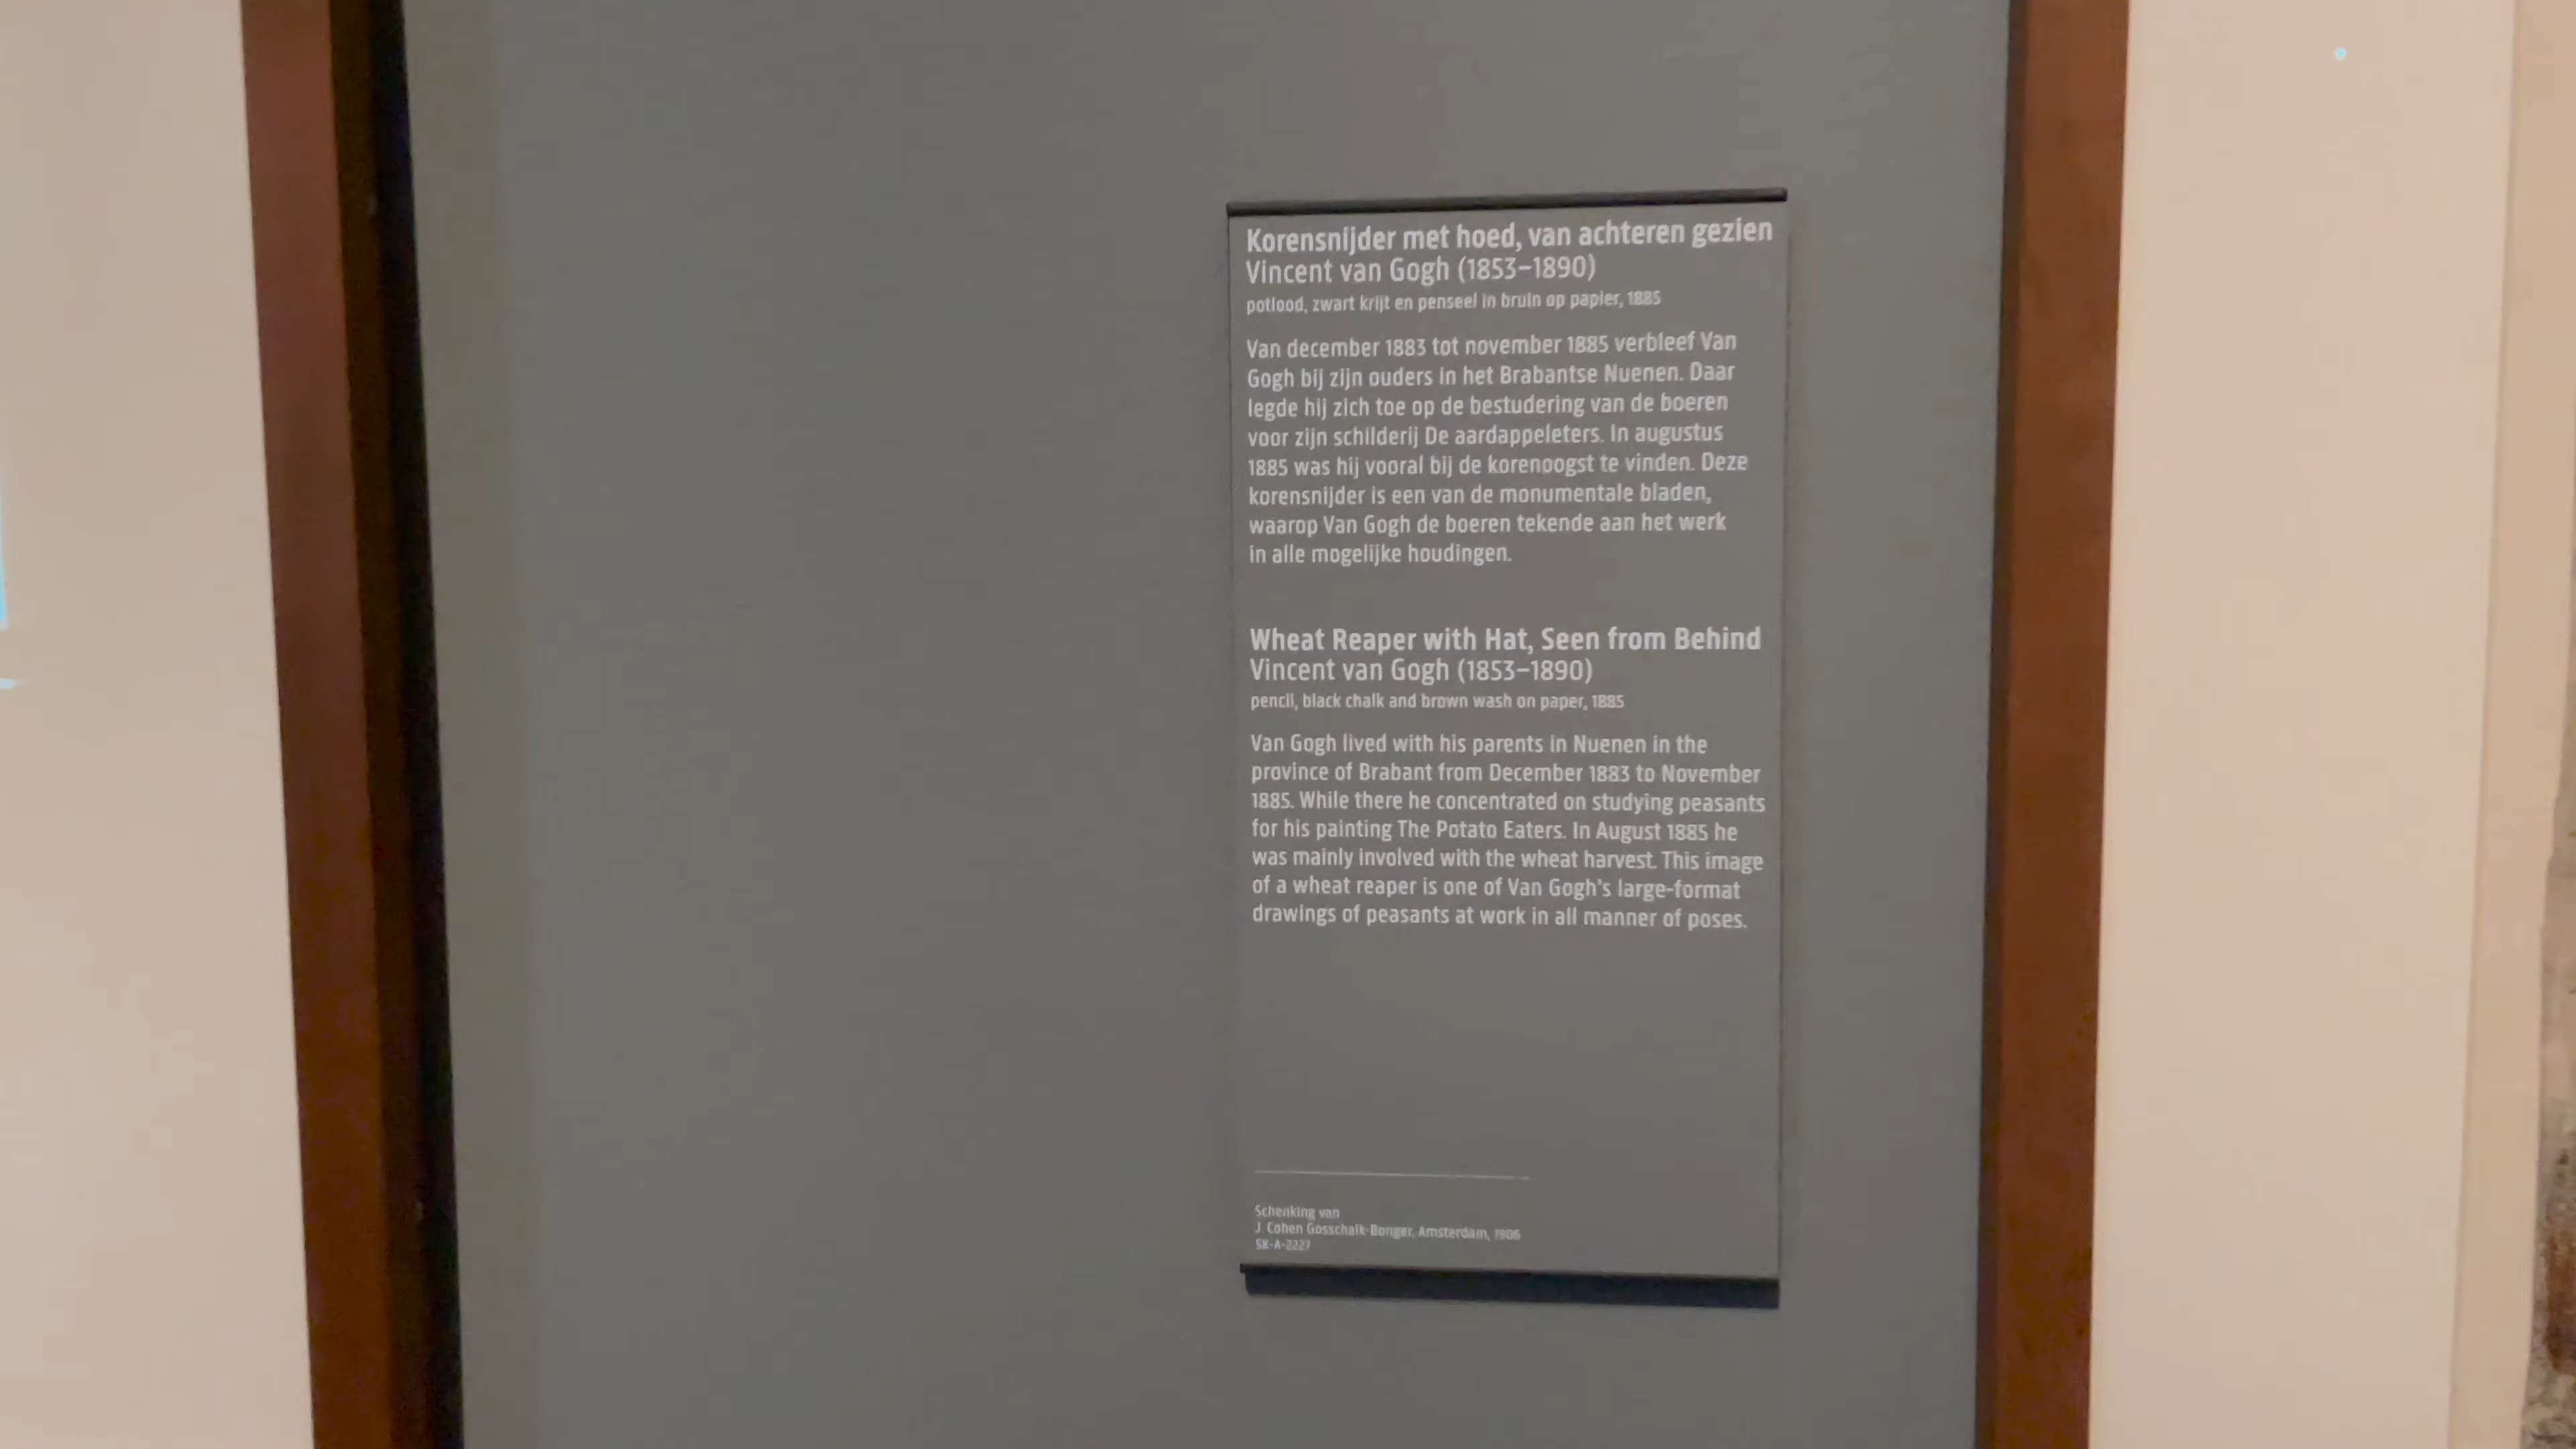 Korensnijder met hoed, van achteren gezien
Vincent van Gogh (1853–1890)
potlood, zwart krijt en penseel in bruin op papier, 1885
Van december 1883 tot november 1885 verbleef Van
Gogh bij zijn ouders in het Brabantse Nuenen. Daar
legde hij zich toe op de bestudering van de boeren
voor zijn schilderij De aardappeleters. In augustus
1885 was hij vooral bij de korenoogst te vinden. Deze
korensnijder is een van de monumentale bladen,
waarop Van Gogh de boeren tekende aan het werk
in alle mogelijke houdingen.
Wheat Reaper with Hat, Seen from Behind
Vincent van Gogh (1853–1890)
pencil, black chalk and brown wash on paper, 1885
Van Gogh lived with his parents in Nuenen in the
province of Brabant from December 1883 to November
1885. While there he concentrated on studying peasants
for his painting The Potato Eaters. In August 1885 he
was mainly involved with the wheat harvest. This image
of a wheat reaper is one of Van Gogh's large-format
drawings of peasants at work in all manner of poses.
Schenking van
J. Cohen Gosschalk-Bonger, Amsterdam, 1906
SK-A-2227